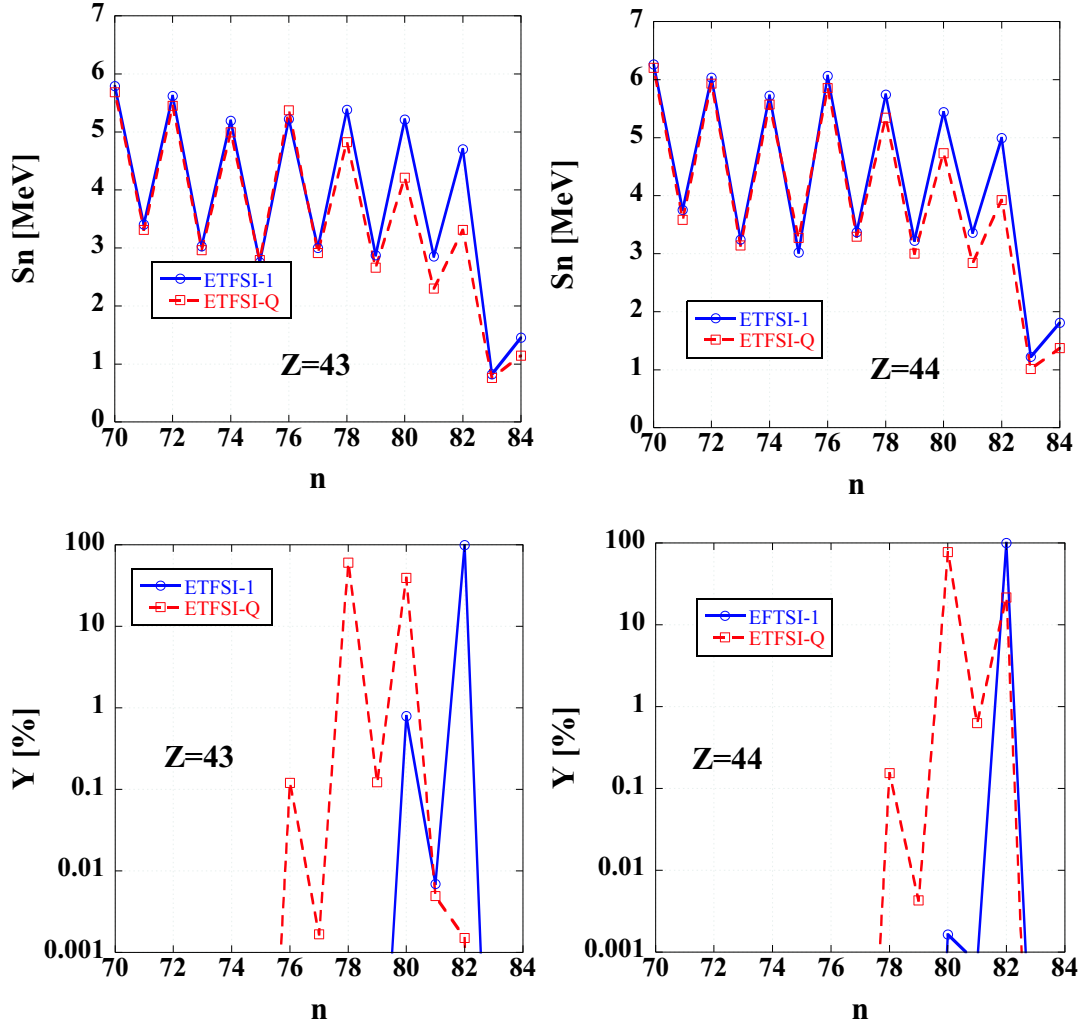 7
6
5
4
3
2
1
0
Sn [MeV]
ETFSI-1
ETFSI-Q
Z=43
70 72 74 76 78 80 82 84
n
7
6
5
4
3
2
1
0
Sn [MeV]
ETFSI-1
ETFSI-Q
Z=44
70 72 74 76 78 80 82 84
n
100
10
1
0.1
0.01
0.001
Y [%]
ETFSI-1
ETFSI-Q
Z=43
70 72 74 76 78 80 82 84
n
100
10
1
0.1
0.01
0.001
Y [%]
EFTSI-1
ETFSI-Q
Z=44
70 72 74 76 78 80 82 84
n